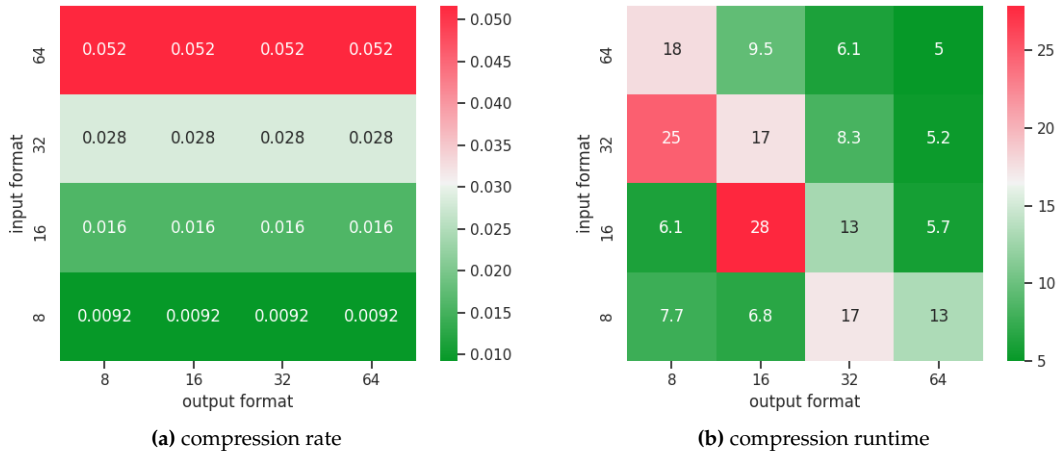 64
0.052 0.052 0.052 0.052
32
0.028 0.028 0.028 0.028
16
0.016 0.016 0.016 0.016
8
0.0092 0.0092 0.0092 0.0092
input format
8 16 32 64
output format
0.050
0.045
0.040
0.035
0.030
0.025
0.020
0.015
0.010
(a) compression rate
64
18 9.5 6.1 5
32
25 17 8.3 5.2
16
6.1 28 13 5.7
8
7.7 6.8 17 13
input format
8 16 32 64
output format
25
20
15
10
5
(b) compression runtime